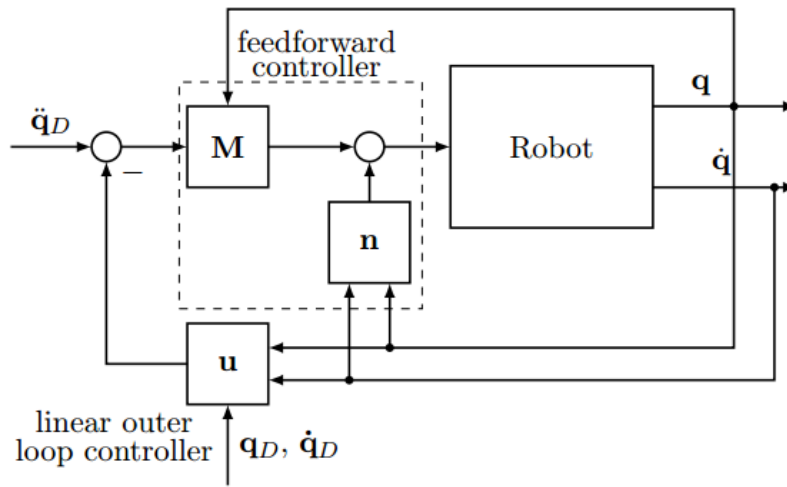 feedforward
controller
q
q̈_D
M
Robot
−
q̇
n
u
linear outer
loop controller
q_D, q̇_D